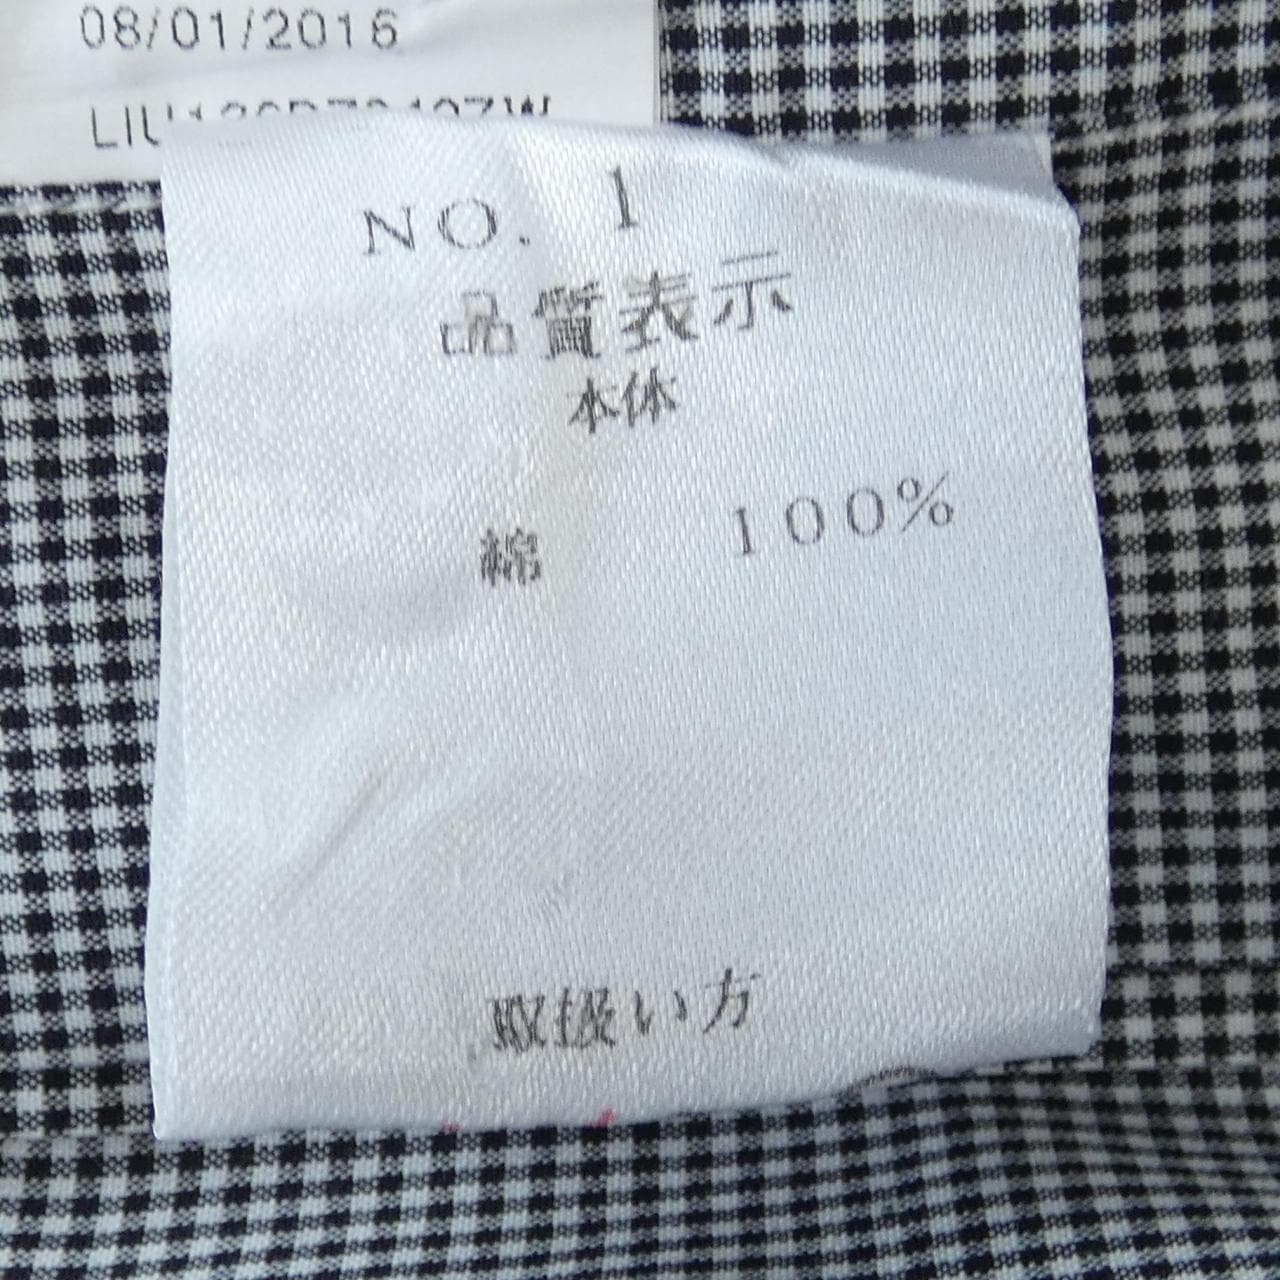 08/01/2016
NO. 1
品質表示
本体
綿 100%
取扱い方